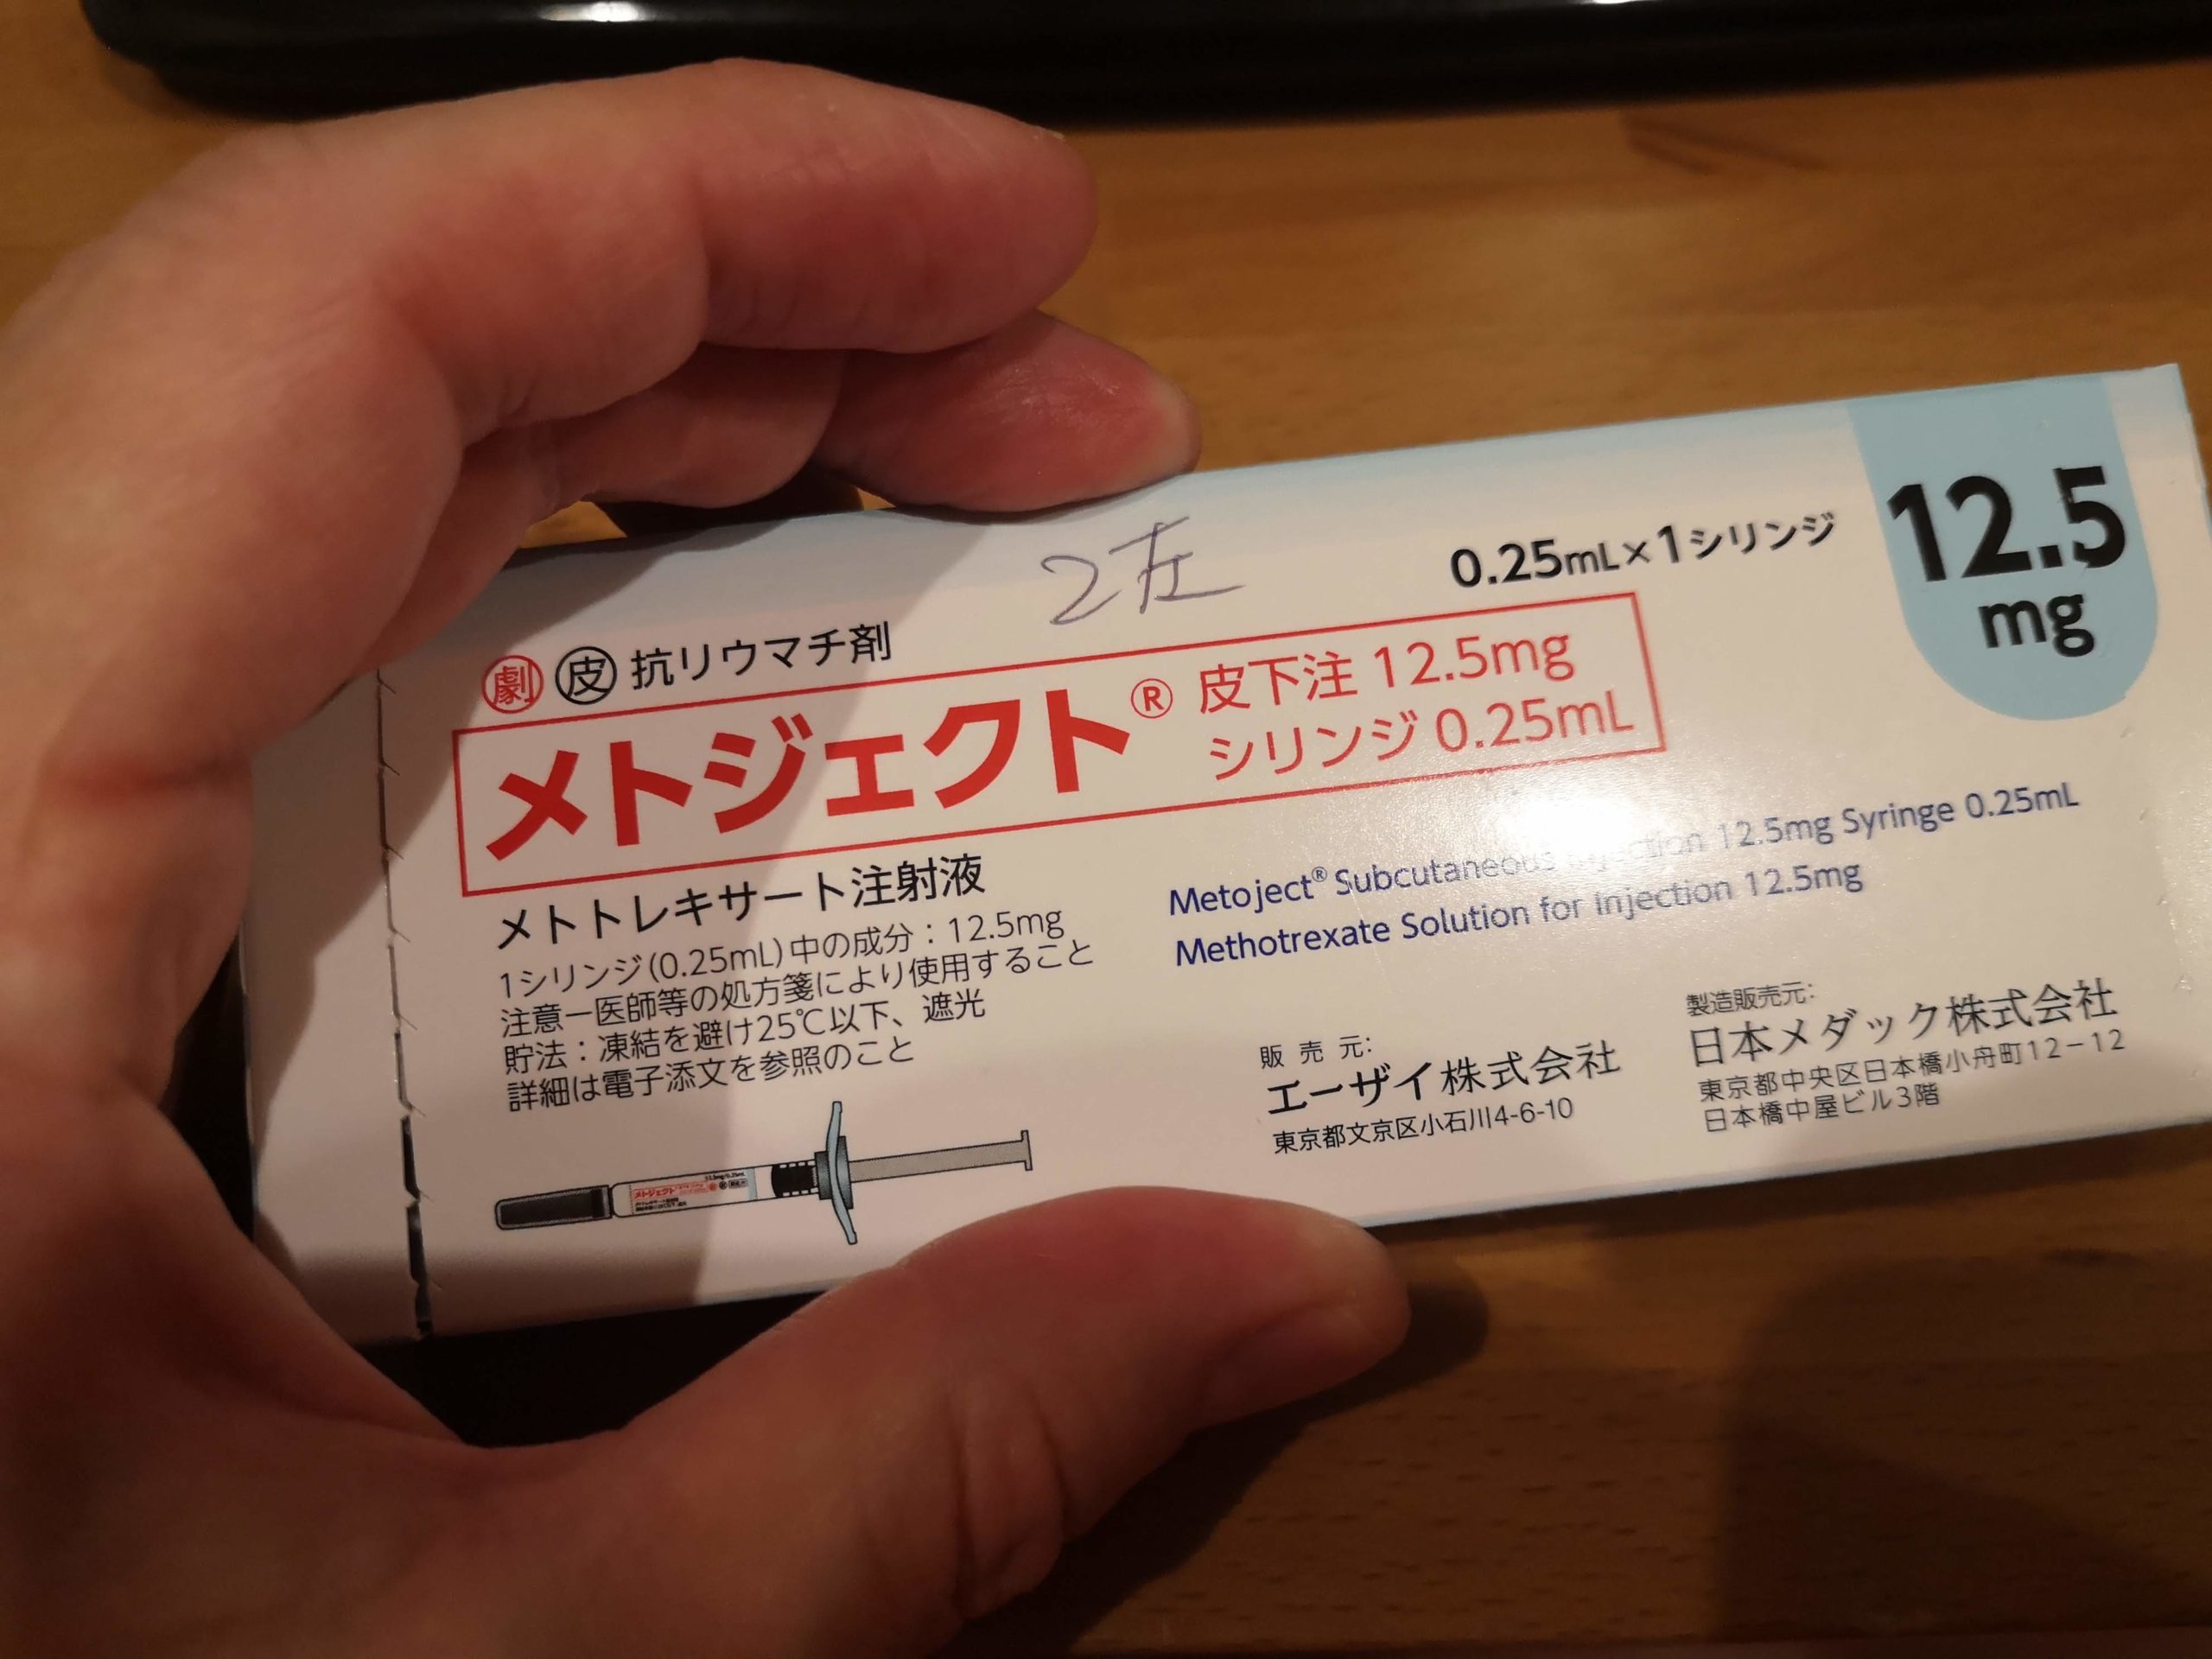 2左
0.25mL×1シリンジ
12.5
mg
劇 皮 抗リウマチ剤
メトジェクト® 皮下注 12.5mg
シリンジ 0.25mL
メトトレキサート注射液
1シリンジ(0.25mL)中の成分：12.5mg
注意－医師等の処方箋により使用すること
貯法：凍結を避け25℃以下、遮光
詳細は電子添文を参照のこと
Metoject® Subcutaneous Injection 12.5mg Syringe 0.25mL
Methotrexate Solution for Injection 12.5mg
販売元:
エーザイ株式会社
東京都文京区小石川4-6-10
製造販売元:
日本メダック株式会社
東京都中央区日本橋小舟町12－12
日本橋中屋ビル3階
メトジェクト